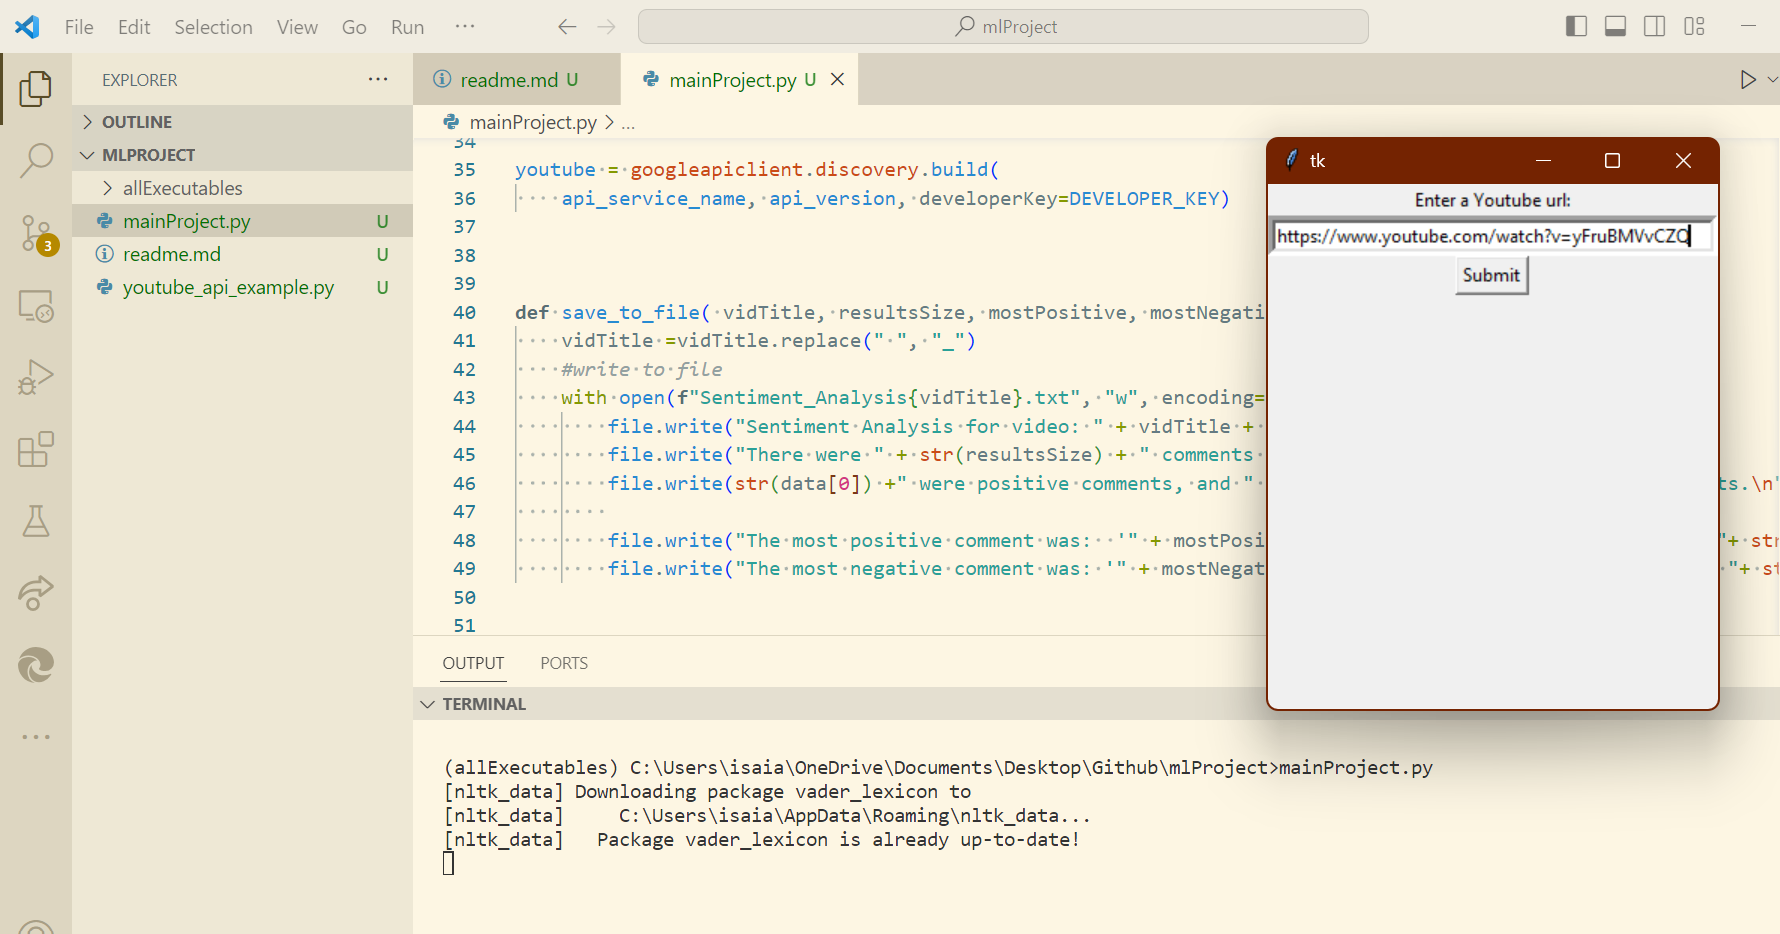 File Edit Selection View Go Run ...
mlProject
EXPLORER ...
OUTLINE
MLPROJECT
allExecutables
mainProject.py U
readme.md U
youtube_api_example.py U
3
readme.md U
mainProject.py U
mainProject.py > ...
34
35 youtube = googleapiclient.discovery.build(
36 api_service_name, api_version, developerKey=DEVELOPER_KEY)
37
38
39
40 def save_to_file( vidTitle, resultsSize, mostPositive, mostNegati
41 vidTitle =vidTitle.replace(" ", "_")
42 #write to file
43 with open(f"Sentiment_Analysis{vidTitle}.txt", "w", encoding=
44 file.write("Sentiment Analysis for video: " + vidTitle +
45 file.write("There were " + str(resultsSize) + " comments
46 file.write(str(data[0]) +" were positive comments, and " ts.\n"
47
48 file.write("The most positive comment was:  '" + mostPosi "+ str
49 file.write("The most negative comment was: '" + mostNegat "+ st
50
51
tk
Enter a Youtube url:
https://www.youtube.com/watch?v=yFruBMVvCZQ
Submit
OUTPUT PORTS
TERMINAL
(allExecutables) C:\Users\isaia\OneDrive\Documents\Desktop\Github\mlProject>mainProject.py
[nltk_data] Downloading package vader_lexicon to
[nltk_data]     C:\Users\isaia\AppData\Roaming\nltk_data...
[nltk_data]   Package vader_lexicon is already up-to-date!